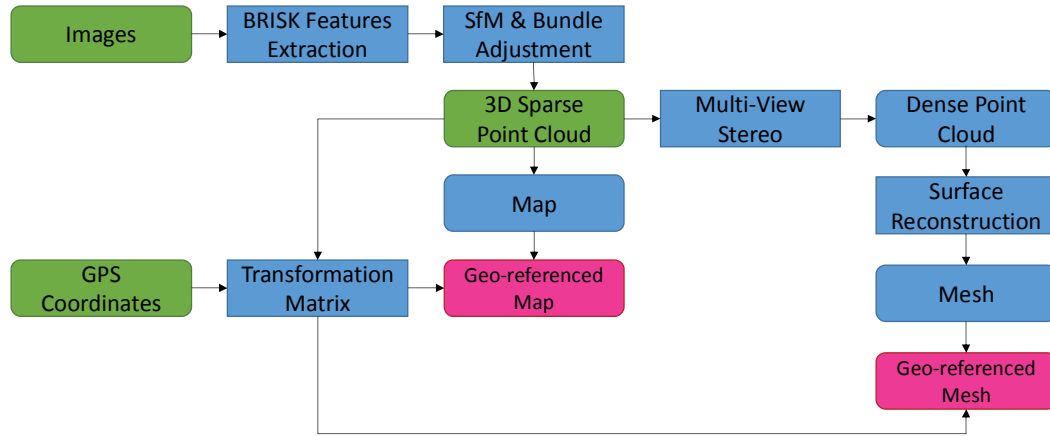 Images
BRISK Features
Extraction
SfM & Bundle
Adjustment
3D Sparse
Point Cloud
Multi-View
Stereo
Dense Point
Cloud
Map
Surface
Reconstruction
GPS
Coordinates
Transformation
Matrix
Geo-referenced
Map
Mesh
Geo-referenced
Mesh